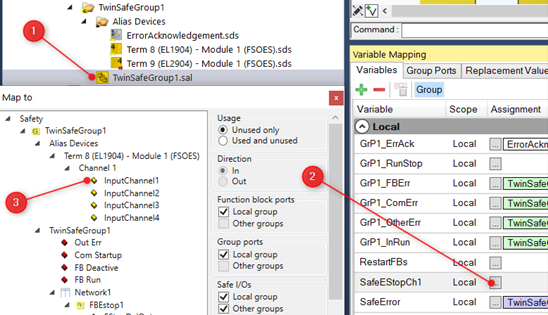 TwinSafeGroup1
Alias Devices
ErrorAcknowledgement.sds
Term 8 (EL1904) - Module 1 (FSOES).sds
Term 9 (EL2904) - Module 1 (FSOES).sds
TwinSafeGroup1.sal
1
Map to
x
Safety
TwinSafeGroup1
Alias Devices
Term 8 (EL1904) - Module 1 (FSOES)
Channel 1
InputChannel1
InputChannel2
InputChannel3
InputChannel4
3
TwinSafeGroup1
Out Err
Com Startup
FB Deactive
FB Run
Network1
FBEstop1
Usage
Unused only
Used and unused
Direction
In
Out
Function block ports
Local group
Other groups
Group ports
Local group
Other groups
Safe I/Os
Local group
Other groups
2
Command :
Variable Mapping
Variables Group Ports Replacement Value
Group
Variable Scope Assignment
Local
GrP1_ErrAck Local ... ErrorAckn
GrP1_RunStop Local ...
GrP1_FBErr Local ... TwinSafeG
GrP1_ComErr Local ... TwinSafeG
GrP1_OtherErr Local ... TwinSafeG
GrP1_InRun Local ... TwinSafeG
RestartFBs Local ...
SafeEStopCh1 Local ...
SafeError Local ... TwinSafeG